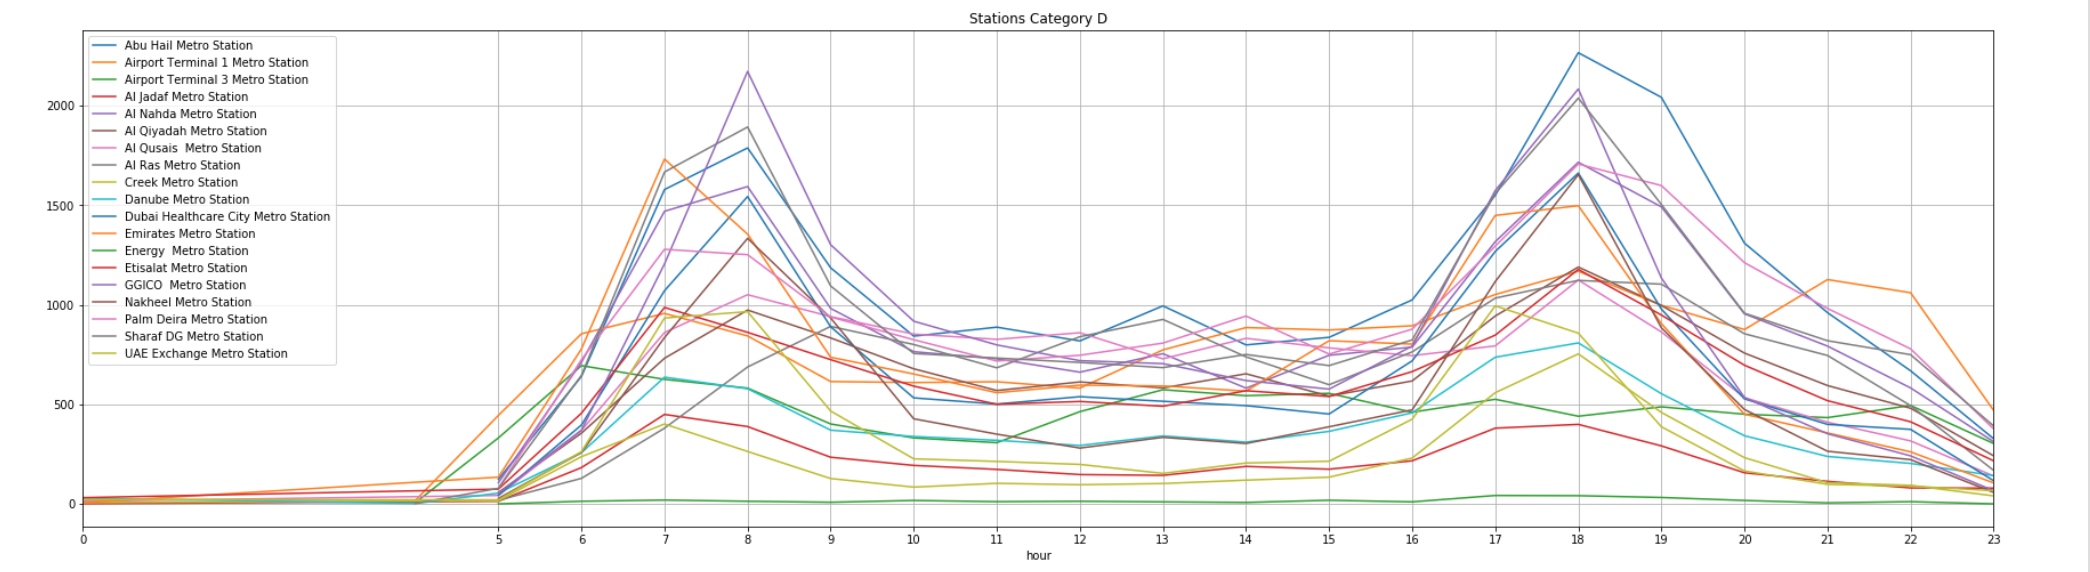 Stations Category D
Abu Hail Metro Station
Airport Terminal 1 Metro Station
Airport Terminal 3 Metro Station
Al Jadaf Metro Station
Al Nahda Metro Station
Al Qiyadah Metro Station
Al Qusais  Metro Station
Al Ras Metro Station
Creek Metro Station
Danube Metro Station
Dubai Healthcare City Metro Station
Emirates Metro Station
Energy  Metro Station
Etisalat Metro Station
GGICO  Metro Station
Nakheel Metro Station
Palm Deira Metro Station
Sharaf DG Metro Station
UAE Exchange Metro Station
2000
1500
1000
500
0
0 5 6 7 8 9 10 11 12 13 14 15 16 17 18 19 20 21 22 23
hour